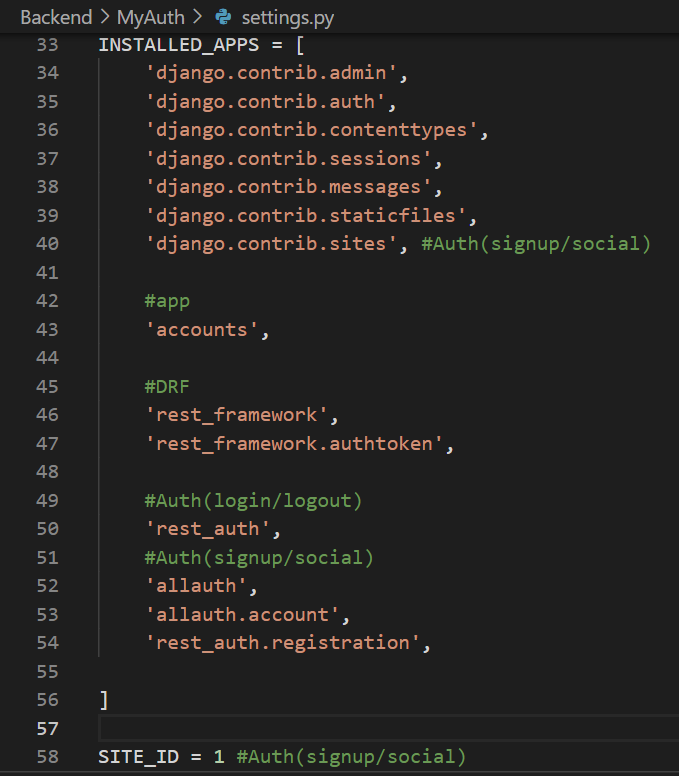 Backend > MyAuth > settings.py
33 INSTALLED_APPS = [
34     'django.contrib.admin',
35     'django.contrib.auth',
36     'django.contrib.contenttypes',
37     'django.contrib.sessions',
38     'django.contrib.messages',
39     'django.contrib.staticfiles',
40     'django.contrib.sites', #Auth(signup/social)
41
42     #app
43     'accounts',
44
45     #DRF
46     'rest_framework',
47     'rest_framework.authtoken',
48
49     #Auth(login/logout)
50     'rest_auth',
51     #Auth(signup/social)
52     'allauth',
53     'allauth.account',
54     'rest_auth.registration',
55
56 ]
57
58 SITE_ID = 1 #Auth(signup/social)